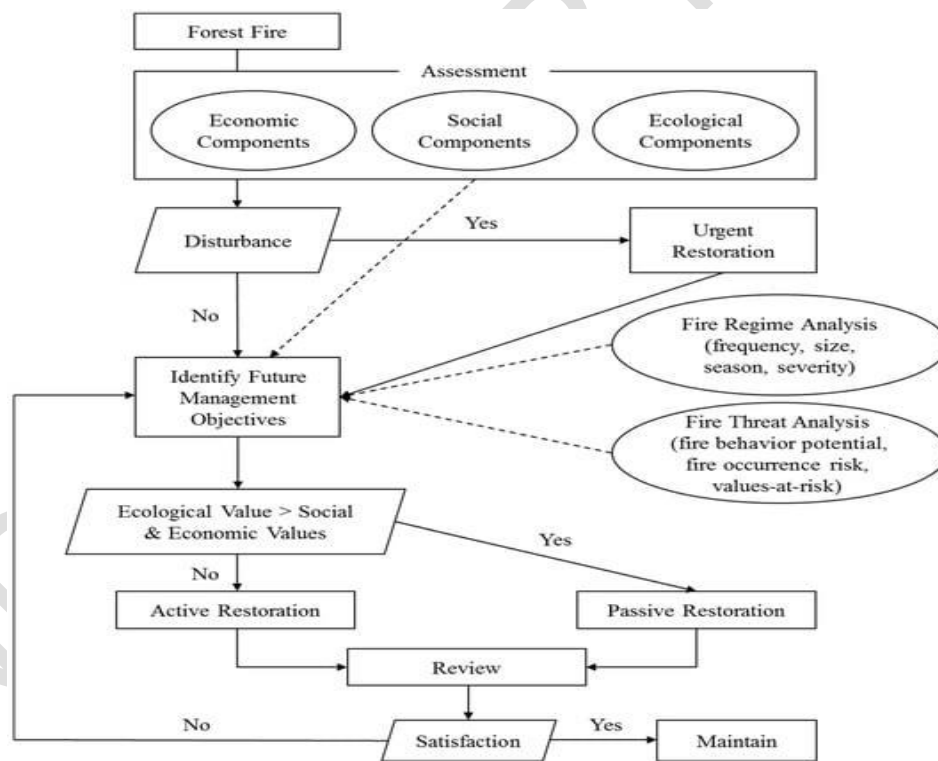 Forest Fire
Assessment
Economic
Components
Social
Components
Ecological
Components
Disturbance
Yes
Urgent
Restoration
No
Fire Regime Analysis
(frequency, size,
season, severity)
Identify Future
Management
Objectives
Fire Threat Analysis
(fire behavior potential,
fire occurrence risk,
values-at-risk)
Ecological Value > Social
& Economic Values
Yes
No
Active Restoration
Passive Restoration
Review
No
Satisfaction
Yes
Maintain